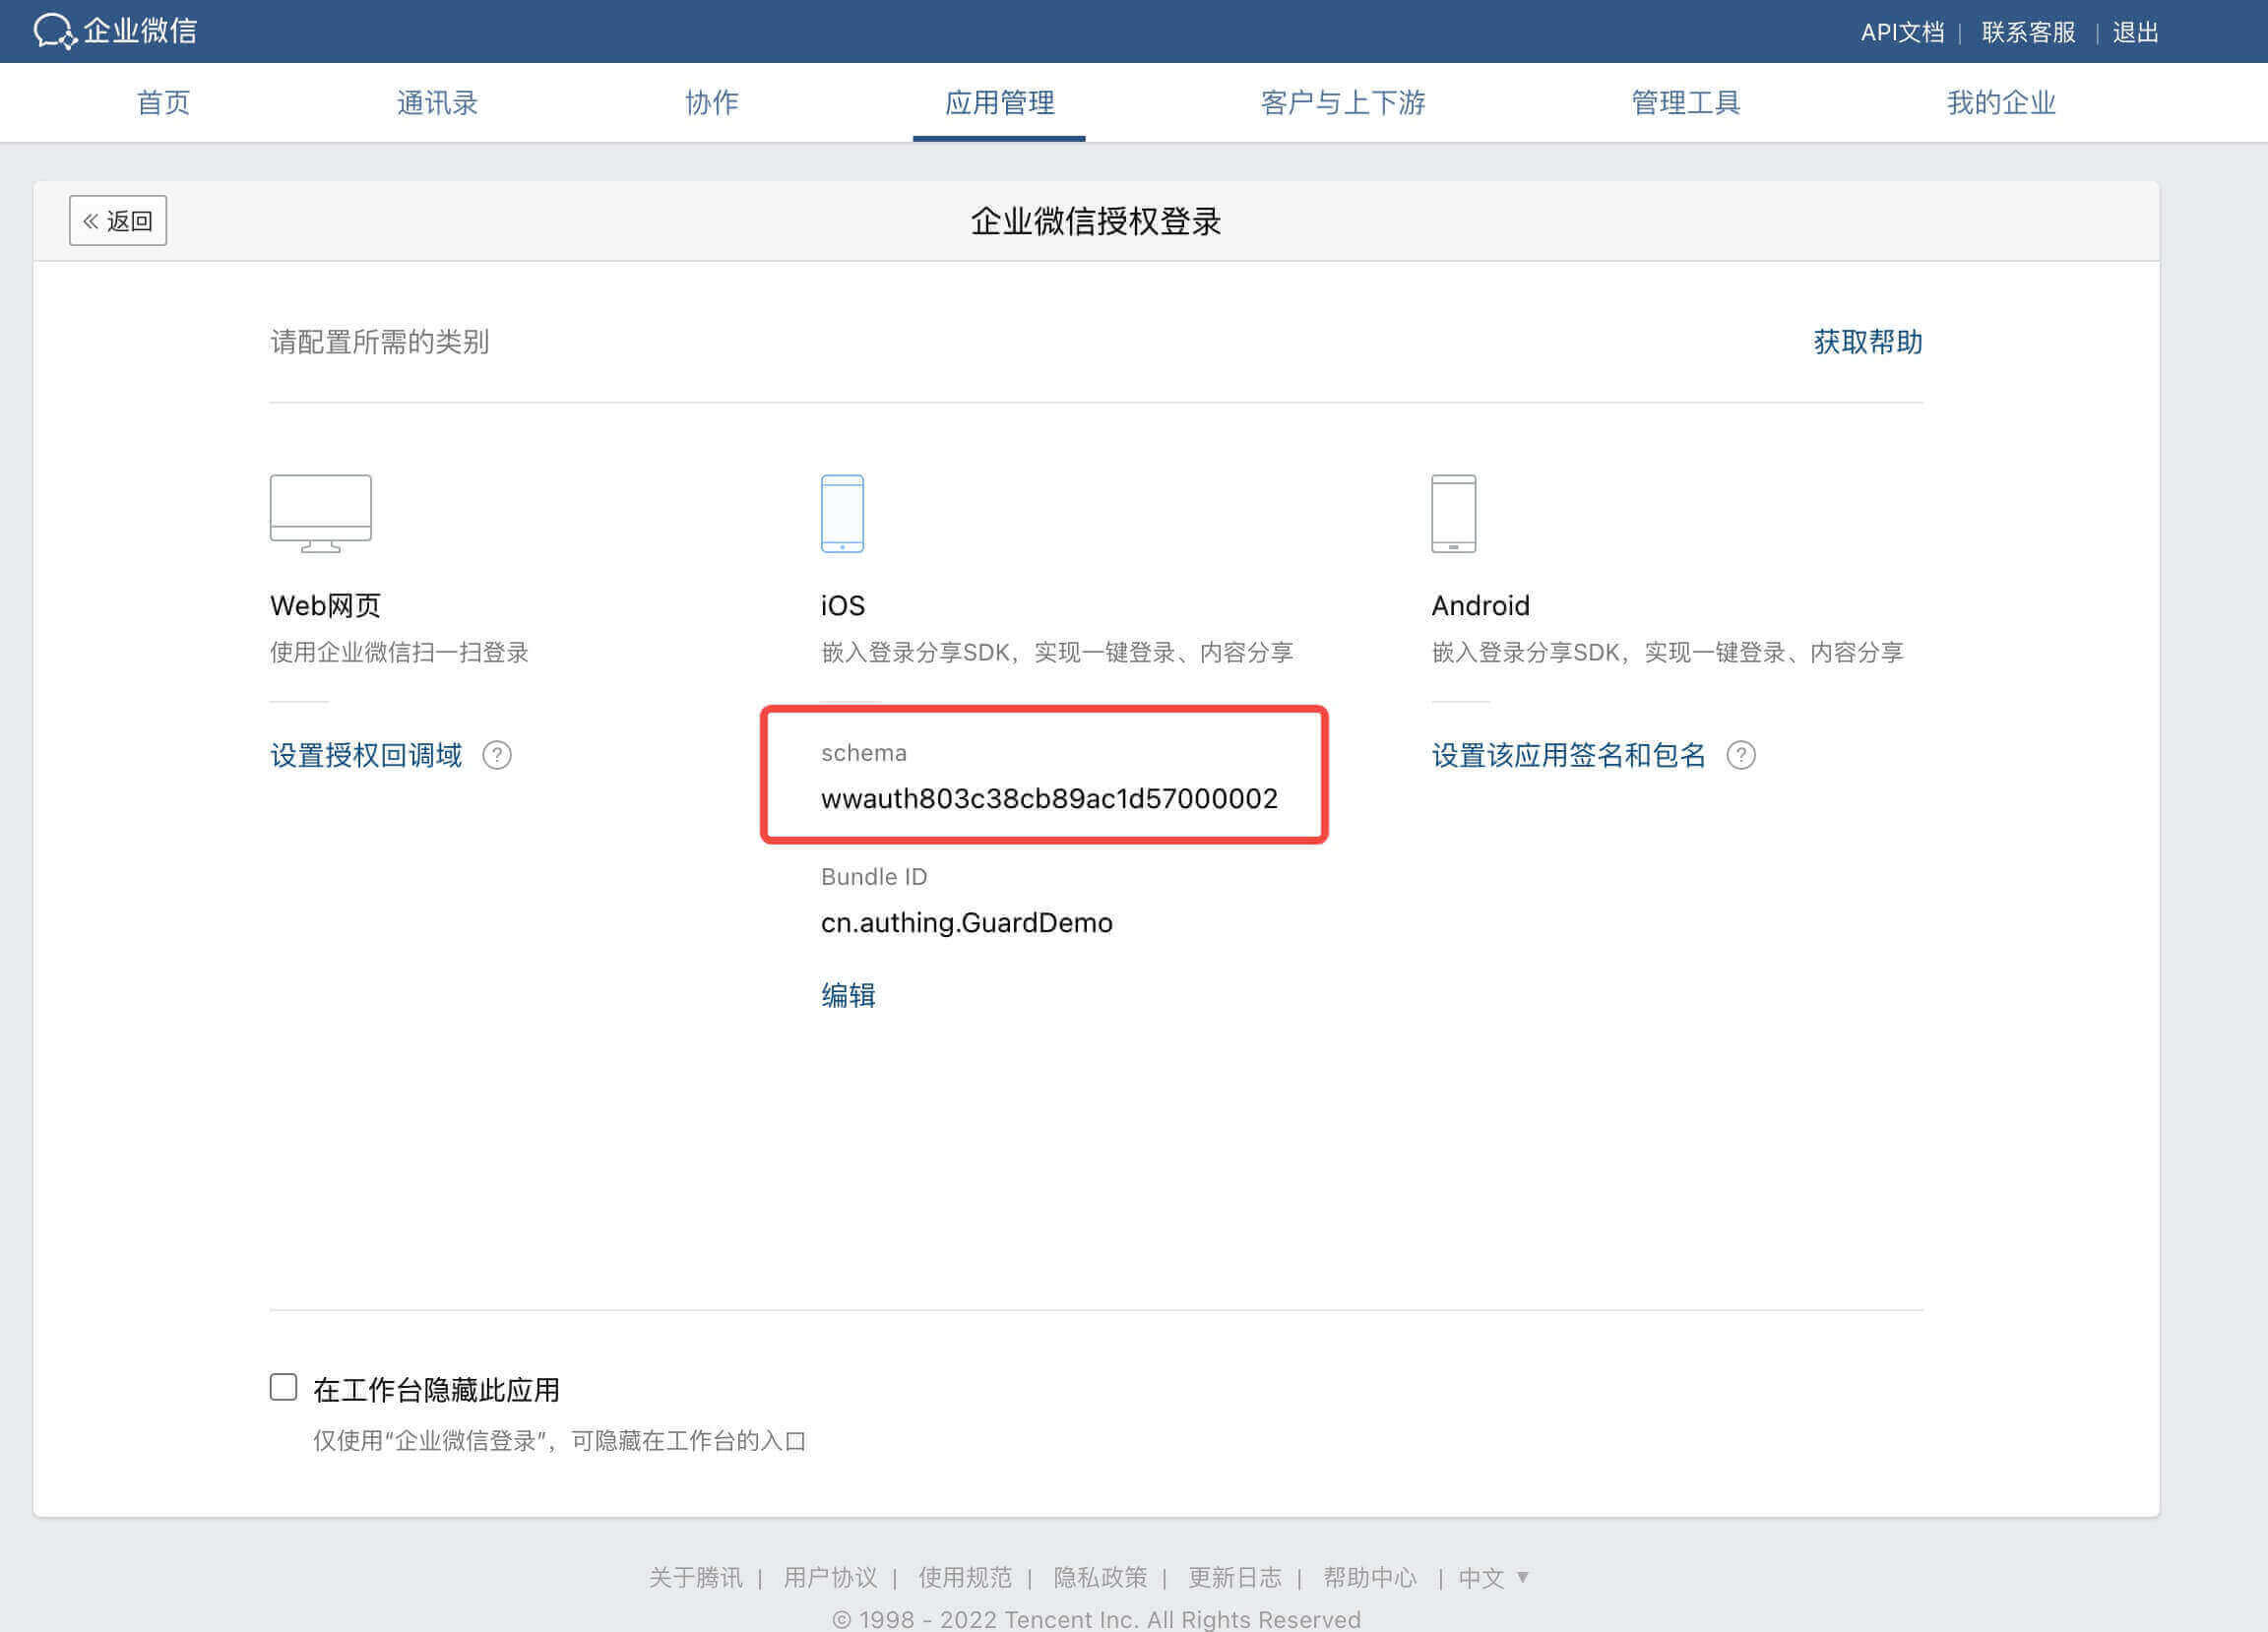 企业微信
API文档 | 联系客服 | 退出
首页 通讯录 协作 应用管理 客户与上下游 管理工具 我的企业
« 返回
企业微信授权登录
请配置所需的类别
获取帮助
Web网页
使用企业微信扫一扫登录
设置授权回调域 ?
iOS
嵌入登录分享SDK，实现一键登录、内容分享
schema
wwauth803c38cb89ac1d57000002
Bundle ID
cn.authing.GuardDemo
编辑
Android
嵌入登录分享SDK，实现一键登录、内容分享
设置该应用签名和包名 ?
在工作台隐藏此应用
仅使用“企业微信登录”，可隐藏在工作台的入口
关于腾讯 | 用户协议 | 使用规范 | 隐私政策 | 更新日志 | 帮助中心 | 中文 ▼
© 1998 - 2022 Tencent Inc. All Rights Reserved